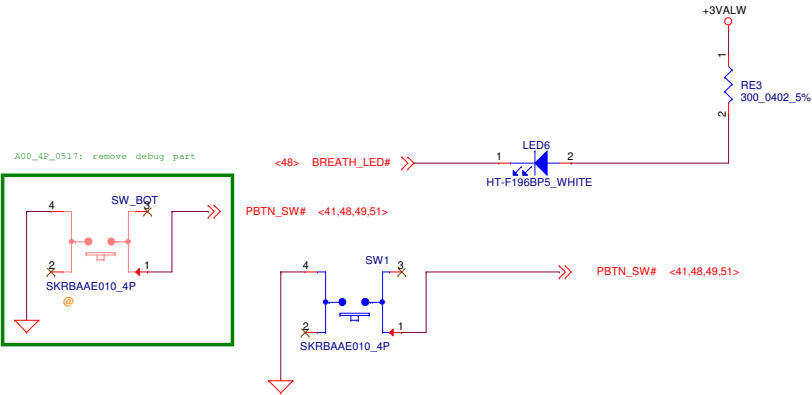 +3VALW
1
RE3
300_0402_5%
2
LED6
A00_4P_0517: remove debug part
<48> BREATH_LED#
1
2
HT-F196BP5_WHITE
SW_BOT
4
3
PBTN_SW# <41,48,49,51>
2
1
SKRBAAE010_4P
@
SW1
4
3
PBTN_SW# <41,48,49,51>
2
1
SKRBAAE010_4P